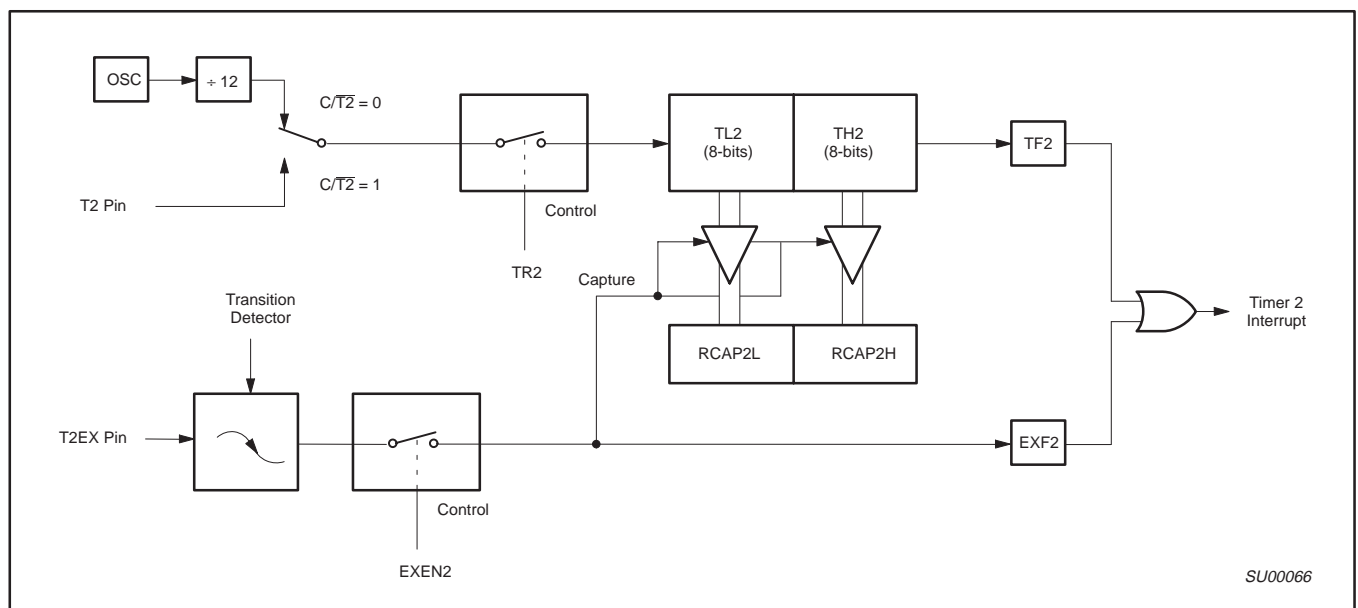 OSC
÷ 12
C/T2̅ = 0
C/T2̅ = 1
T2 Pin
Control
TR2
TL2
(8-bits)
TH2
(8-bits)
TF2
Capture
RCAP2L
RCAP2H
Timer 2
Interrupt
Transition
Detector
T2EX Pin
Control
EXEN2
EXF2
SU00066